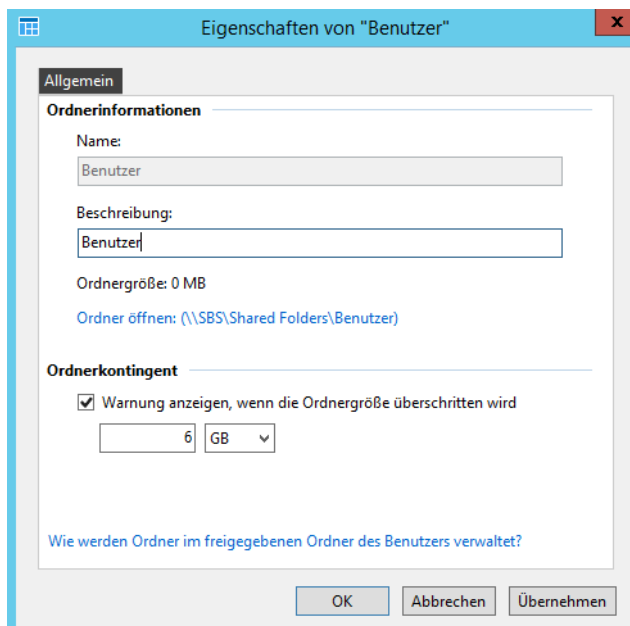 Eigenschaften von "Benutzer"
x
Allgemein
Ordnerinformationen
Name:
Benutzer
Beschreibung:
Benutzer
Ordnergröße: 0 MB
Ordner öffnen: (\\SBS\Shared Folders\Benutzer)
Ordnerkontingent
Warnung anzeigen, wenn die Ordnergröße überschritten wird
6 GB
Wie werden Ordner im freigegebenen Ordner des Benutzers verwaltet?
OK Abbrechen Übernehmen